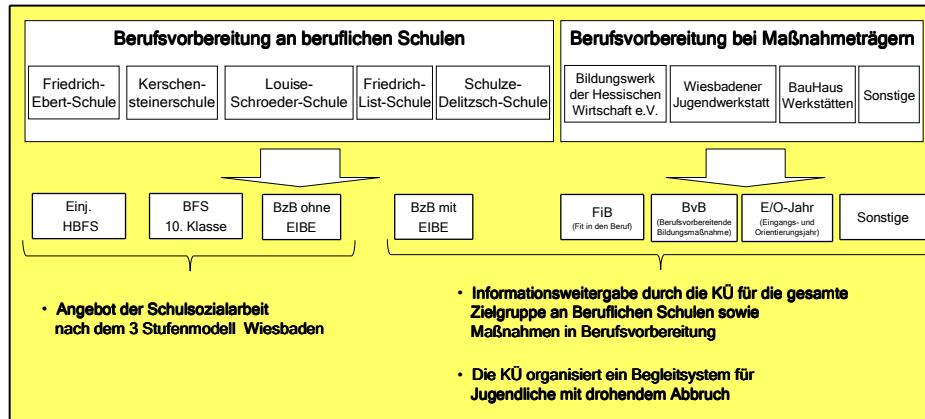 Berufsvorbereitung an beruflichen Schulen
Friedrich-
Ebert-Schule
Kerschen-
steinerschule
Louise-
Schroeder-Schule
Friedrich-
List-Schule
Schulze-
Delitzsch-Schule
Berufsvorbereitung bei Maßnahmeträgern
Bildungswerk
der Hessischen
Wirtschaft e.V.
Wiesbadener
Jugendwerkstatt
BauHaus
Werkstätten
Sonstige
Einj.
HBFS
BFS
10. Klasse
BzB ohne
EIBE
BzB mit
EIBE
FiB
(Fit in den Beruf)
BvB
(Berufsvorbereitende
Bildungsmaßnahme)
E/O-Jahr
(Eingangs- und
Orientierungsjahr)
Sonstige
• Angebot der Schulsozialarbeit
nach dem 3 Stufenmodell Wiesbaden
• Informationsweitergabe durch die KÜ für die gesamte
Zielgruppe an Beruflichen Schulen sowie
Maßnahmen in Berufsvorbereitung
• Die KÜ organisiert ein Begleitsystem für
Jugendliche mit drohendem Abbruch